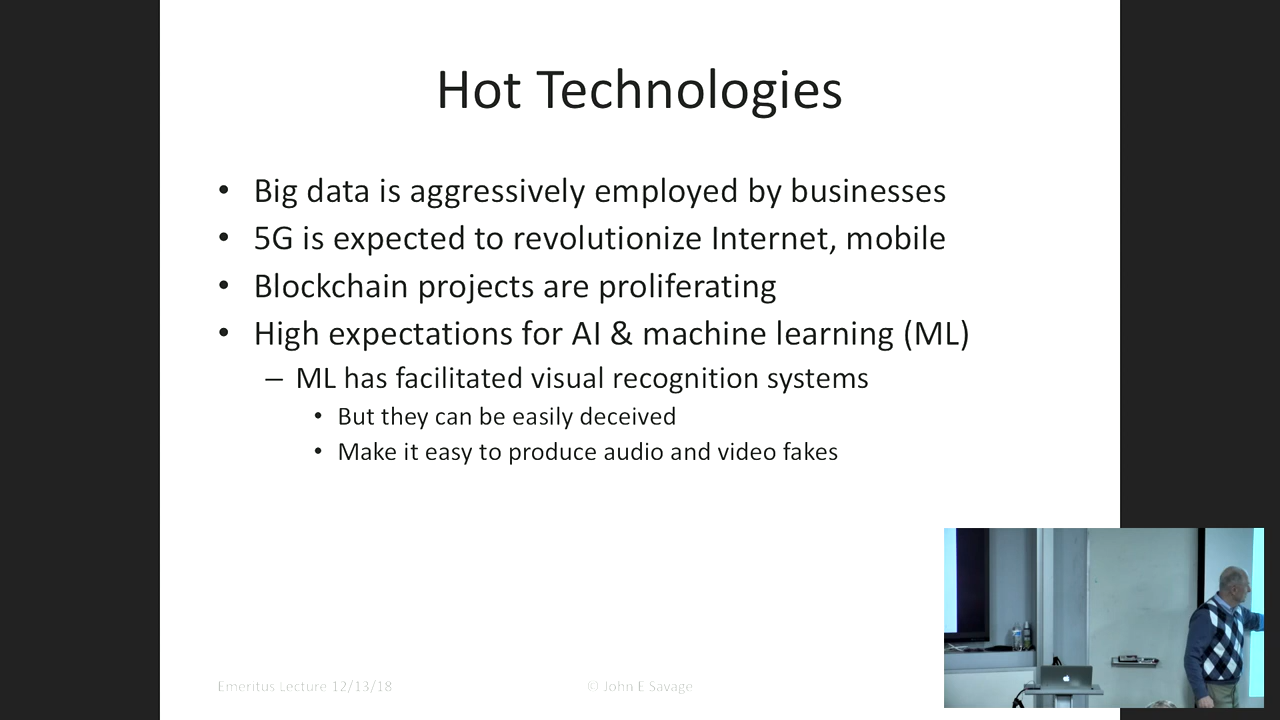 Hot Technologies
• Big data is aggressively employed by businesses
• 5G is expected to revolutionize Internet, mobile
• Blockchain projects are proliferating
• High expectations for AI & machine learning (ML)
– ML has facilitated visual recognition systems
• But they can be easily deceived
• Make it easy to produce audio and video fakes
Emeritus Lecture 12/13/18
© John E Savage